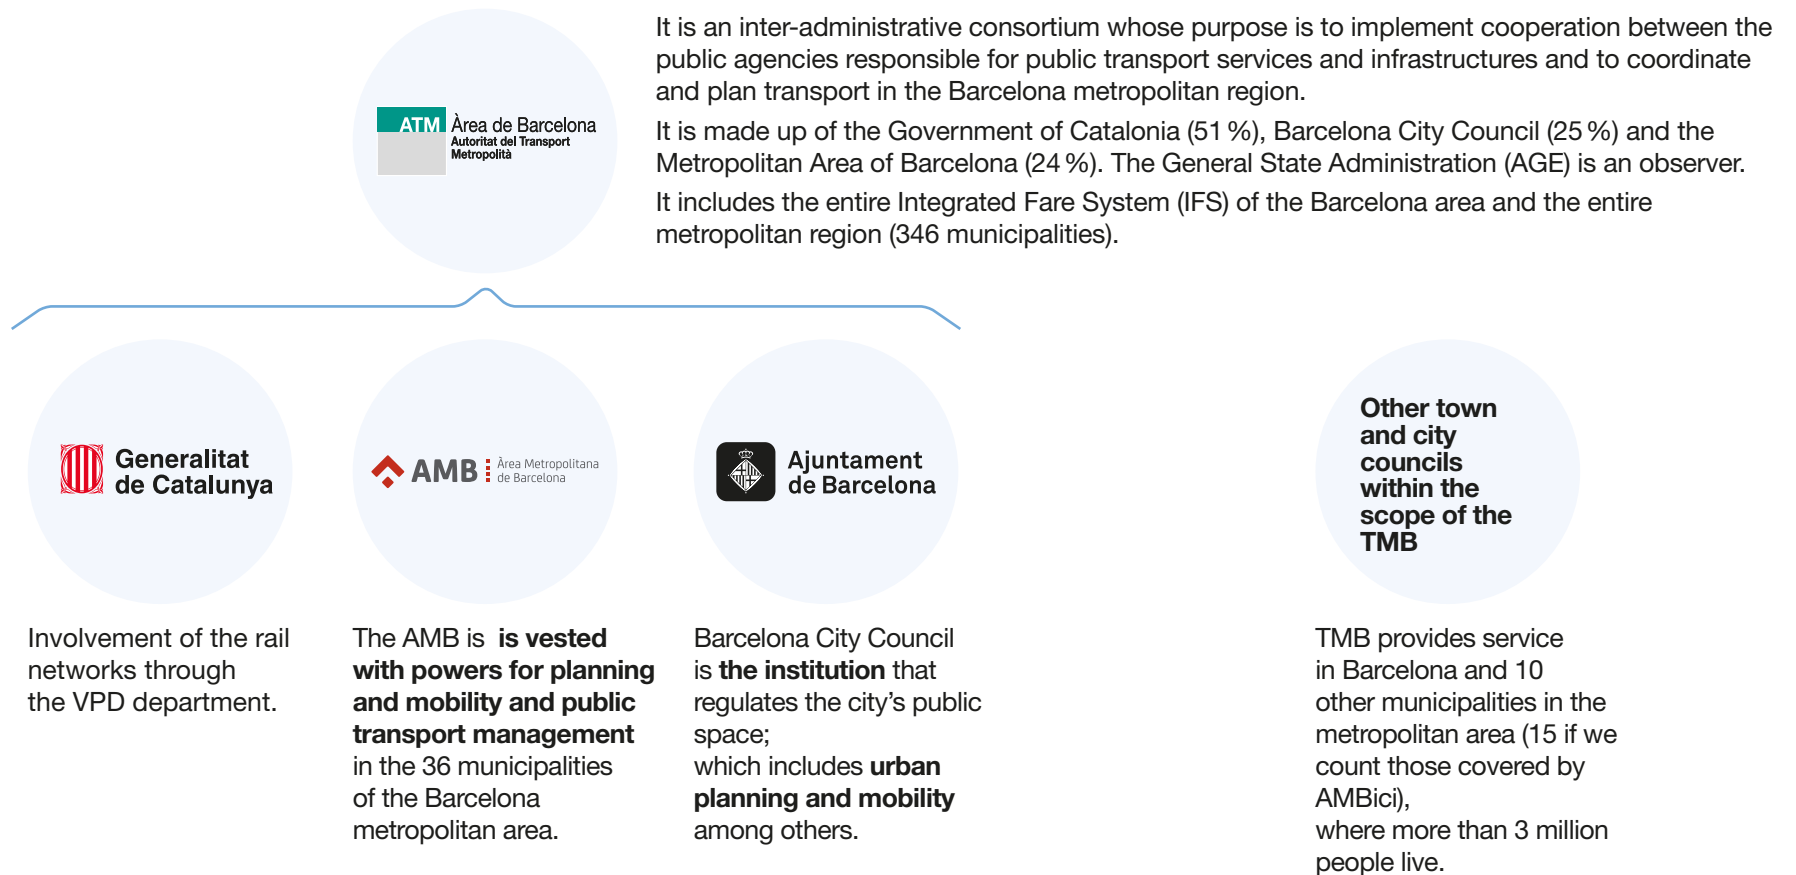 ATM Àrea de Barcelona
Autoritat del Transport
Metropolità
It is an inter-administrative consortium whose purpose is to implement cooperation between the
public agencies responsible for public transport services and infrastructures and to coordinate
and plan transport in the Barcelona metropolitan region.
It is made up of the Government of Catalonia (51 %), Barcelona City Council (25 %) and the
Metropolitan Area of Barcelona (24 %). The General State Administration (AGE) is an observer.
It includes the entire Integrated Fare System (IFS) of the Barcelona area and the entire
metropolitan region (346 municipalities).
Generalitat
de Catalunya
Involvement of the rail
networks through
the VPD department.
AMB Àrea Metropolitana
de Barcelona
The AMB is is vested
with powers for planning
and mobility and public
transport management
in the 36 municipalities
of the Barcelona
metropolitan area.
Ajuntament
de Barcelona
Barcelona City Council
is the institution that
regulates the city's public
space;
which includes urban
planning and mobility
among others.
Other town
and city
councils
within the
scope of the
TMB
TMB provides service
in Barcelona and 10
other municipalities in the
metropolitan area (15 if we
count those covered by
AMBici),
where more than 3 million
people live.